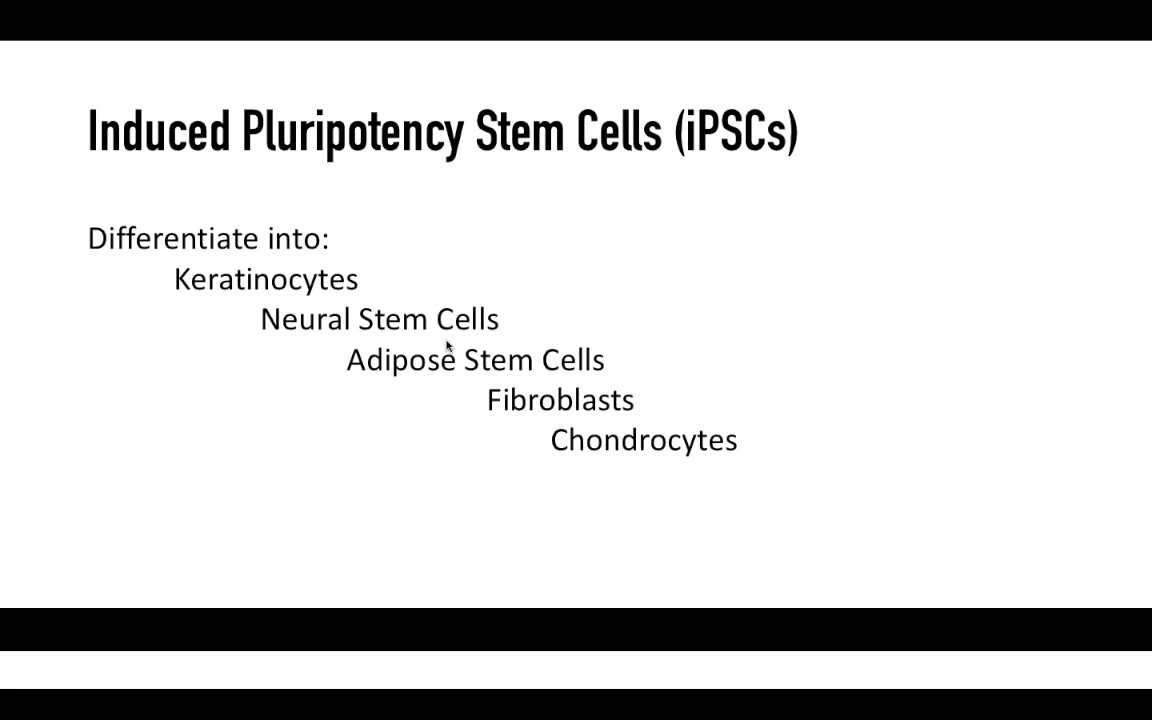 Induced Pluripotency Stem Cells (iPSCs)
Differentiate into:
Keratinocytes
Neural Stem Cells
Adipose Stem Cells
Fibroblasts
Chondrocytes